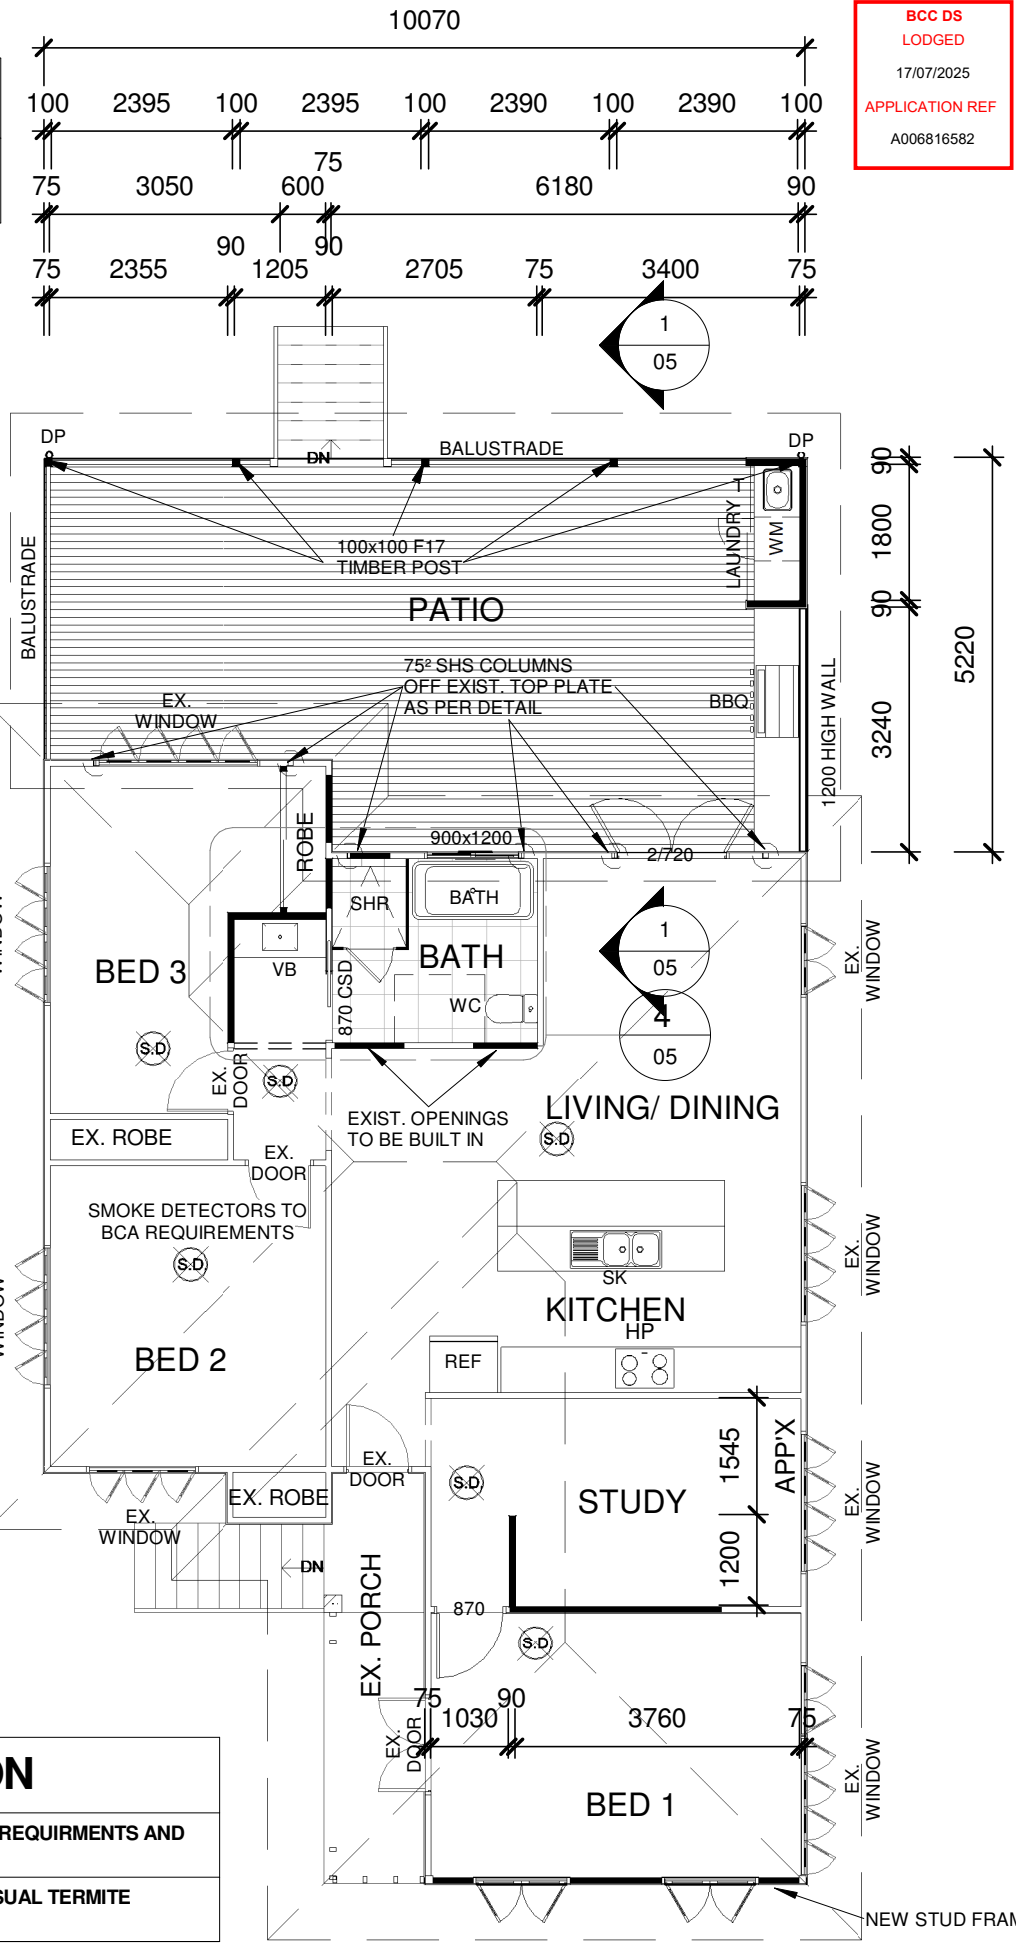 10070
BCC DS
LODGED
17/07/2025
APPLICATION REF
A006816582
100 2395 100 2395 100 2390 100 2390 100
75
75 3050 600 6180 90
90 90
75 2355 1205 2705 75 3400 75
1
05
DP
BALUSTRADE
DP
DN
90
BALUSTRADE
100x100 F17
TIMBER POST
LAUNDRY T
WM
1800
PATIO
90
5220
75² SHS COLUMNS
OFF EXIST. TOP PLATE
AS PER DETAIL
EX.
WINDOW
BBQ
3240
1200 HIGH WALL
ROBE
900x1200
2/720
SHR
BATH
1
05
EX.
WINDOW
WINDOW
BED 3
VB
BATH
870 CSD
WC
4
05
S.D
EX.
DOOR
S.D
EXIST. OPENINGS
TO BE BUILT IN
LIVING/ DINING
S.D
EX. ROBE
EX.
DOOR
SMOKE DETECTORS TO
BCA REQUIREMENTS
S.D
EX.
WINDOW
WINDOW
SK
KITCHEN
HP
REF
BED 2
EX.
DOOR
S.D
1545
APP'X
STUDY
EX.
WINDOW
EX. ROBE
EX.
WINDOW
DN
1200
EX. PORCH
870
S.D
75 1030 90 3760 75
EX.
DOOR
EX.
WINDOW
BED 1
ON
REQUIRMENTS AND
SUAL TERMITE
NEW STUD FRAM